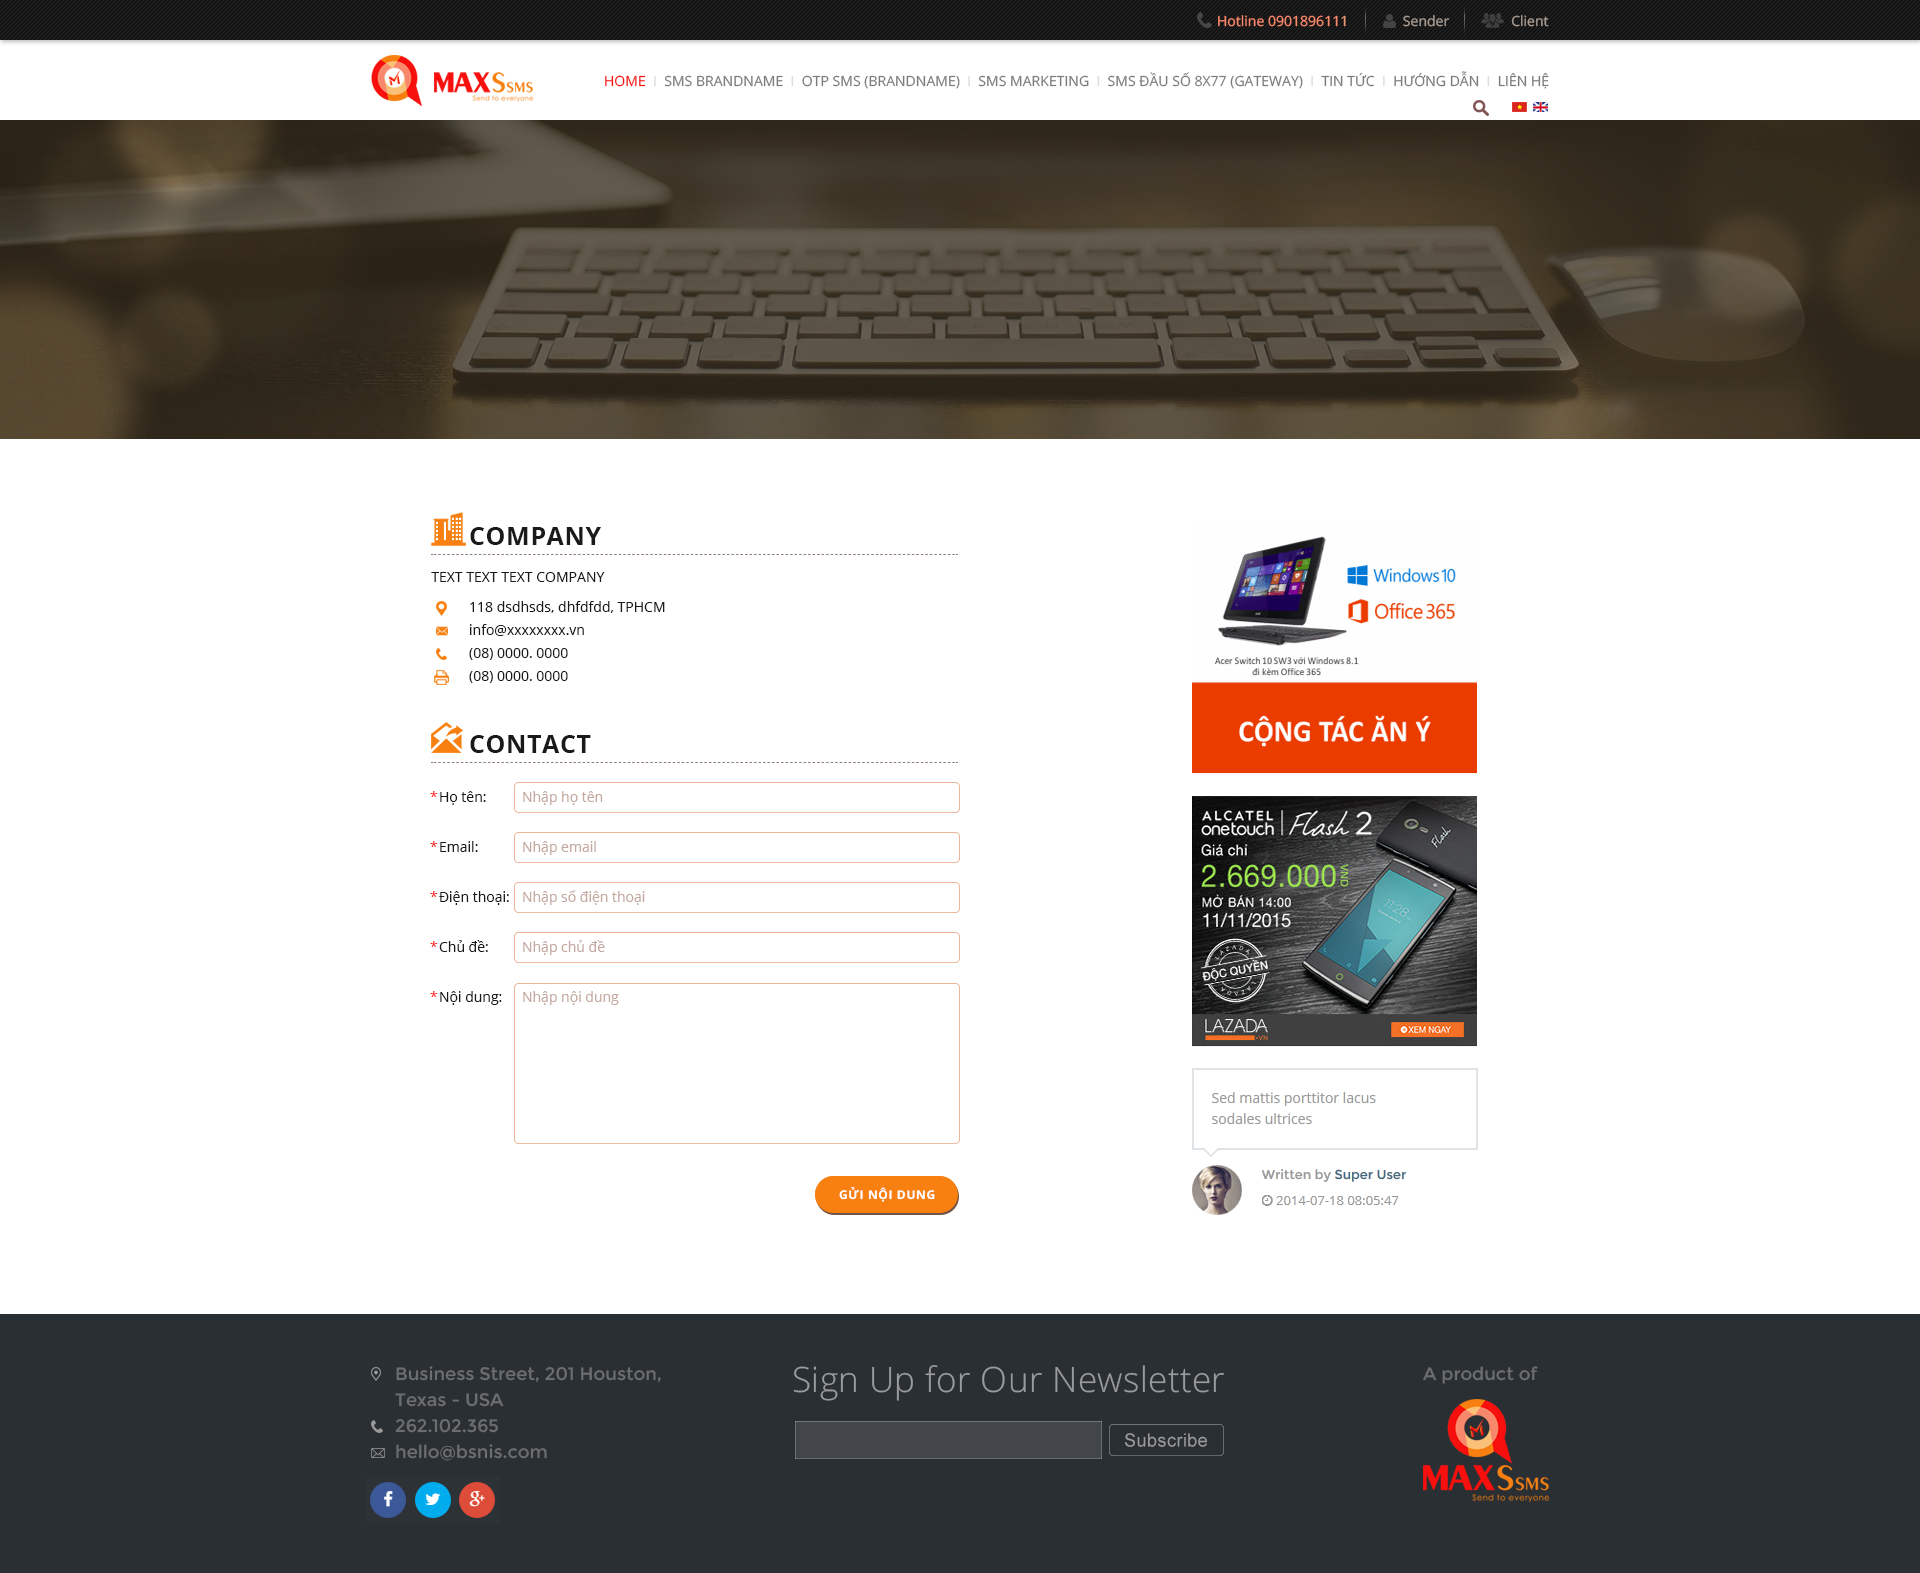 Hotline 0901896111
Sender
Client
MAXSSMS
Send to everyone
HOME
SMS BRANDNAME
OTP SMS (BRANDNAME)
SMS MARKETING
SMS ĐẦU SỐ 8X77 (GATEWAY)
TIN TỨC
HƯỚNG DẪN
LIÊN HỆ
COMPANY
TEXT TEXT TEXT COMPANY
118 dsdhsds, dhfdfdd, TPHCM
info@xxxxxxxx.vn
(08) 0000. 0000
(08) 0000. 0000
CONTACT
*Họ tên:
Nhập họ tên
*Email:
Nhập email
*Điện thoại:
Nhập số điện thoại
*Chủ đề:
Nhập chủ đề
*Nội dung:
Nhập nội dung
GỬI NỘI DUNG
Windows 10
Office 365
Acer Switch 10 SW3 với Windows 8.1
đi kèm Office 365
CỘNG TÁC ĂN Ý
ALCATEL
onetouch
Flash 2
Flash
Giá chỉ
2.669.000 VND
MỞ BÁN 14:00
11/11/2015
11:28
LAZADA
ĐỘC QUYỀN
LAZADA
LAZADA
.VN
XEM NGAY
Sed mattis porttitor lacus
sodales ultrices
Written by Super User
2014-07-18 08:05:47
Business Street, 201 Houston,
Texas - USA
262.102.365
hello@bsnis.com
Sign Up for Our Newsletter
Subscribe
A product of
MAXSSMS
Send to everyone